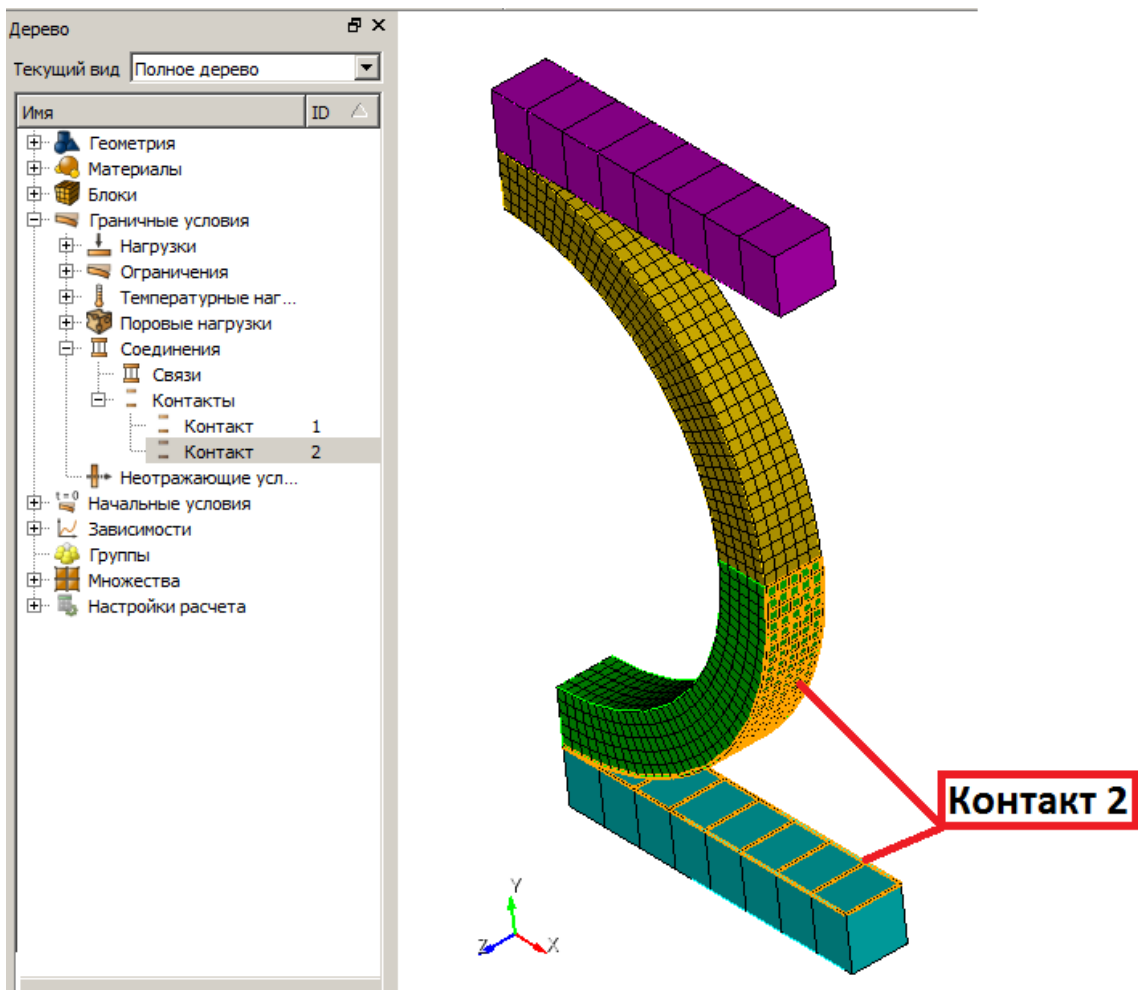 Дерево
Текущий вид Полное дерево
Имя ID
Геометрия
Материалы
Блоки
Граничные условия
Нагрузки
Ограничения
Температурные наг...
Поровые нагрузки
Соединения
Связи
Контакты
Контакт 1
Контакт 2
Неотражающие усл...
t=0 Начальные условия
Зависимости
Группы
Множества
Настройки расчета
Контакт 2
Y
Z X